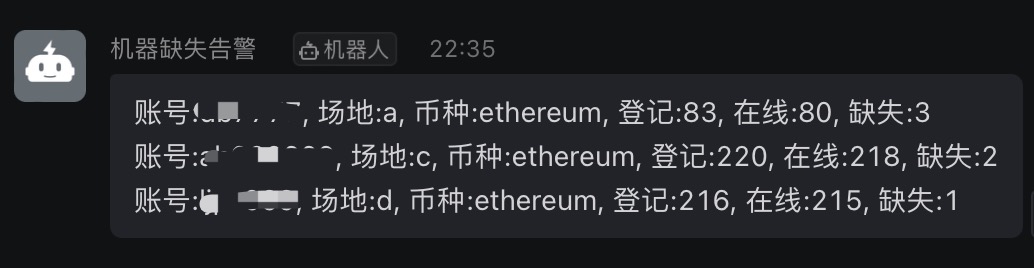 机器缺失告警 机器人 22:35
账号: , 场地:a, 币种:ethereum, 登记:83, 在线:80, 缺失:3
账号: , 场地:c, 币种:ethereum, 登记:220, 在线:218, 缺失:2
账号: , 场地:d, 币种:ethereum, 登记:216, 在线:215, 缺失:1